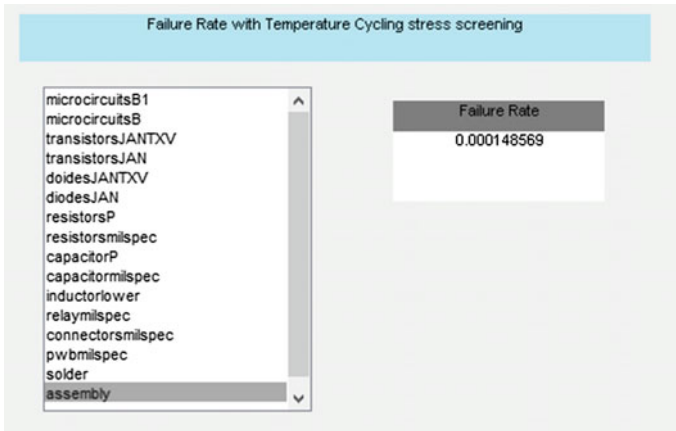 Failure Rate with Temperature Cycling stress screening
microcircuitsB1
microcircuitsB
transistorsJANTXV
transistorsJAN
doidesJANTXV
diodesJAN
resistorsP
resistorsmilspec
capacitorP
capacitormilspec
inductorlower
relaymilspec
connectorsmilspec
pwbmilspec
solder
assembly
Failure Rate
0.000148569